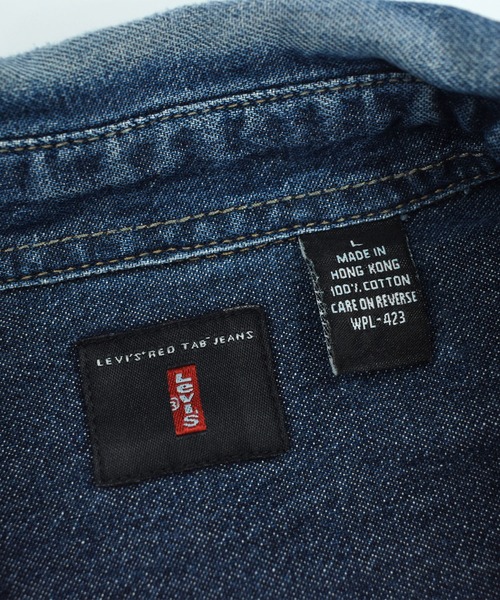 L
MADE IN
HONG KONG
100% COTTON
CARE ON REVERSE
WPL-423
LEVI'S® RED TAB™ JEANS
LEVI'S
®